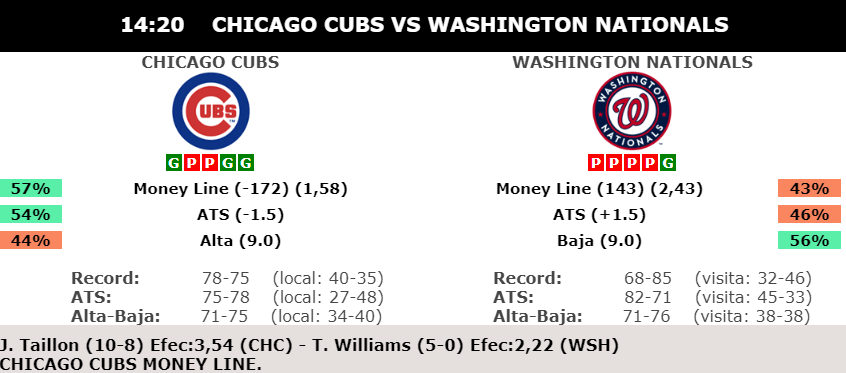 14:20 CHICAGO CUBS VS WASHINGTON NATIONALS
CHICAGO CUBS WASHINGTON NATIONALS
CUBS TM WASHINGTON W NATIONALS
G P P G G P P P P G
57% Money Line (-172) (1,58) Money Line (143) (2,43) 43%
54% ATS (-1.5) ATS (+1.5) 46%
44% Alta (9.0) Baja (9.0) 56%
Record: 78-75 (local: 40-35) Record: 68-85 (visita: 32-46)
ATS: 75-78 (local: 27-48) ATS: 82-71 (visita: 45-33)
Alta-Baja: 71-75 (local: 34-40) Alta-Baja: 71-76 (visita: 38-38)
J. Taillon (10-8) Efec:3,54 (CHC) - T. Williams (5-0) Efec:2,22 (WSH)
CHICAGO CUBS MONEY LINE.